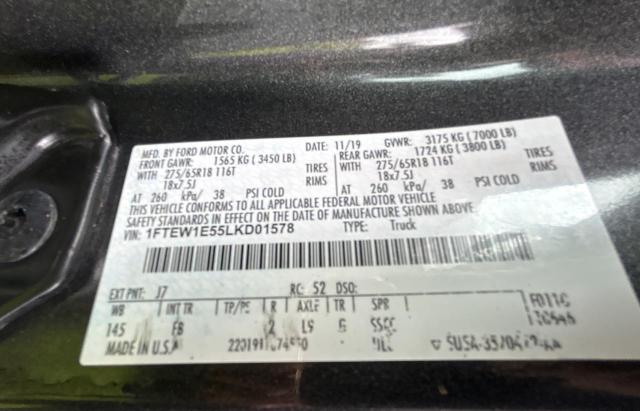 MFD. BY FORD MOTOR CO. DATE: 11/19 GVWR: 3175 KG ( 7000 LB)
FRONT GAWR: 1565 KG ( 3450 LB) REAR GAWR: 1724 KG ( 3800 LB)
WITH 275/65R18 116T TIRES WITH 275/65R18 116T TIRES
18x7.5J RIMS 18x7.5J RIMS
AT 260 kPa/ 38 PSI COLD AT 260 kPa/ 38 PSI COLD
THIS VEHICLE CONFORMS TO ALL APPLICABLE FEDERAL MOTOR VEHICLE
SAFETY STANDARDS IN EFFECT ON THE DATE OF MANUFACTURE SHOWN ABOVE.
VIN: 1FTEW1E55LKD01578 TYPE: Truck
EXT PNT: J7 RC: 52 DSO:
WB INT TR TP/PS R AXLE TR SPR
145 2 L9
MADE IN U.S.A.